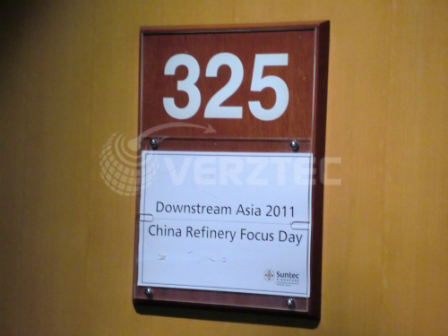 325
VERZTEC
Downstream Asia 2011
China Refinery Focus Day
Suntec